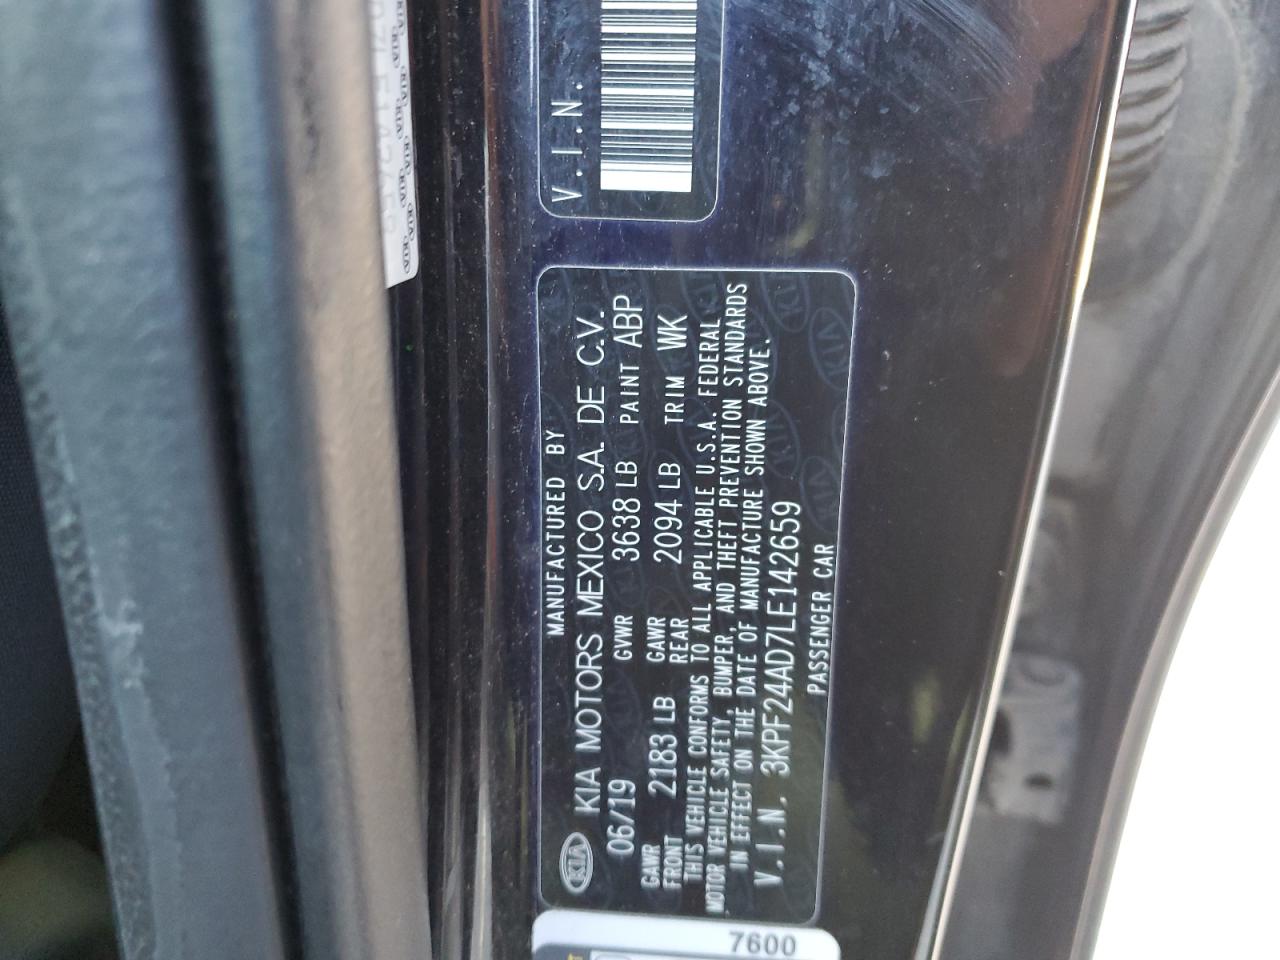 V.I.N.
MANUFACTURED BY
KIA KIA MOTORS MEXICO S.A. DE C.V.
06/19 GVWR 3638 LB PAINT ABP
GAWR FRONT 2183 LB GAWR REAR 2094 LB TRIM WK
THIS VEHICLE CONFORMS TO ALL APPLICABLE U.S.A. FEDERAL
MOTOR VEHICLE SAFETY, BUMPER, AND THEFT PREVENTION STANDARDS
IN EFFECT ON THE DATE OF MANUFACTURE SHOWN ABOVE.
V.I.N. 3KPF24AD7LE142659
PASSENGER CAR
7600